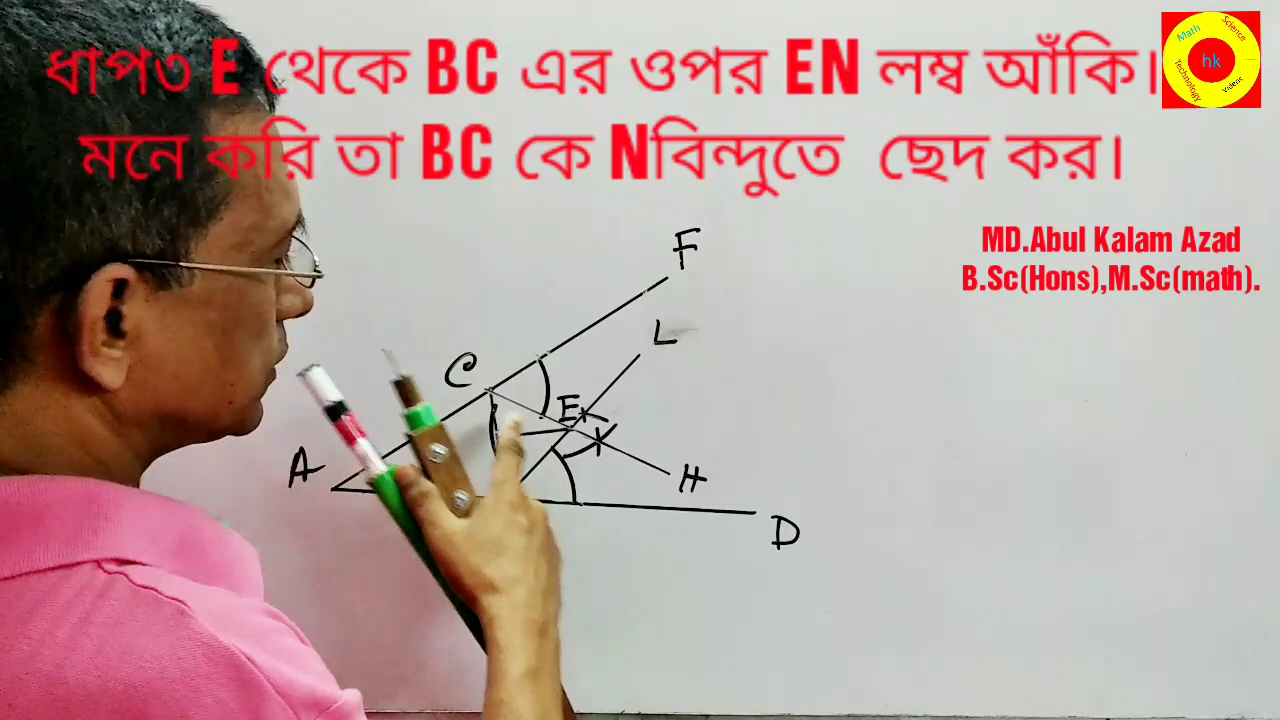 ধাপ৩ E থেকে BC এর ওপর EN লম্ব আঁকি।
মনে করি তা BC কে Nবিন্দুতে ছেদ কর।
Math
Science
hk
Technology
videos
MD.Abul Kalam Azad
B.Sc(Hons),M.Sc(math).
F
L
C
E
A
H
D